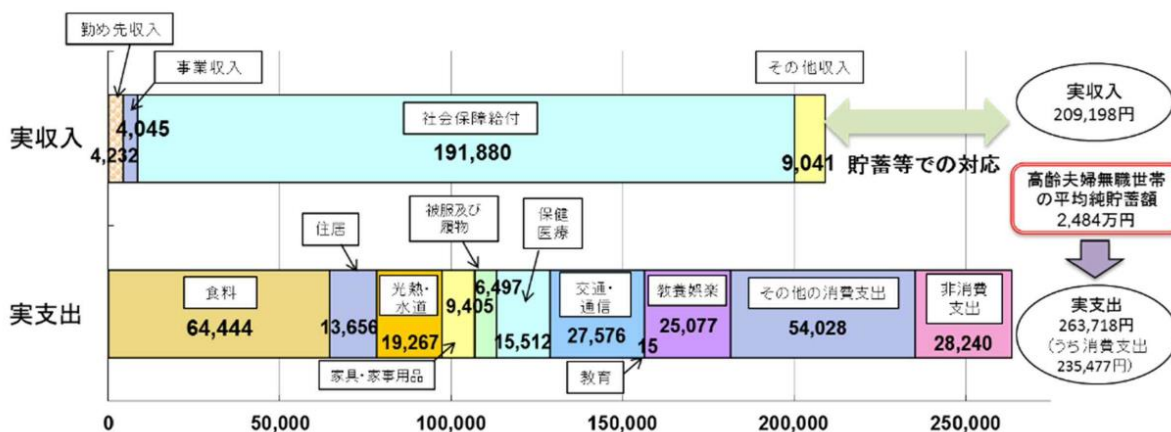 勤め先収入
事業収入
その他収入
実収入
4,232
4,045
社会保障給付
191,880
9,041
貯蓄等での対応
実収入
209,198円
高齢夫婦無職世帯
の平均純貯蓄額
2,484万円
住居
被服及び
履物
保健
医療
実支出
食料
64,444
13,656
光熱・
水道
19,267
9,405
6,497
15,512
交通・
通信
27,576
15
教養娯楽
25,077
その他の消費支出
54,028
非消費
支出
28,240
実支出
263,718円
(うち消費支出
235,477円)
家具・家事用品
教育
0
50,000
100,000
150,000
200,000
250,000